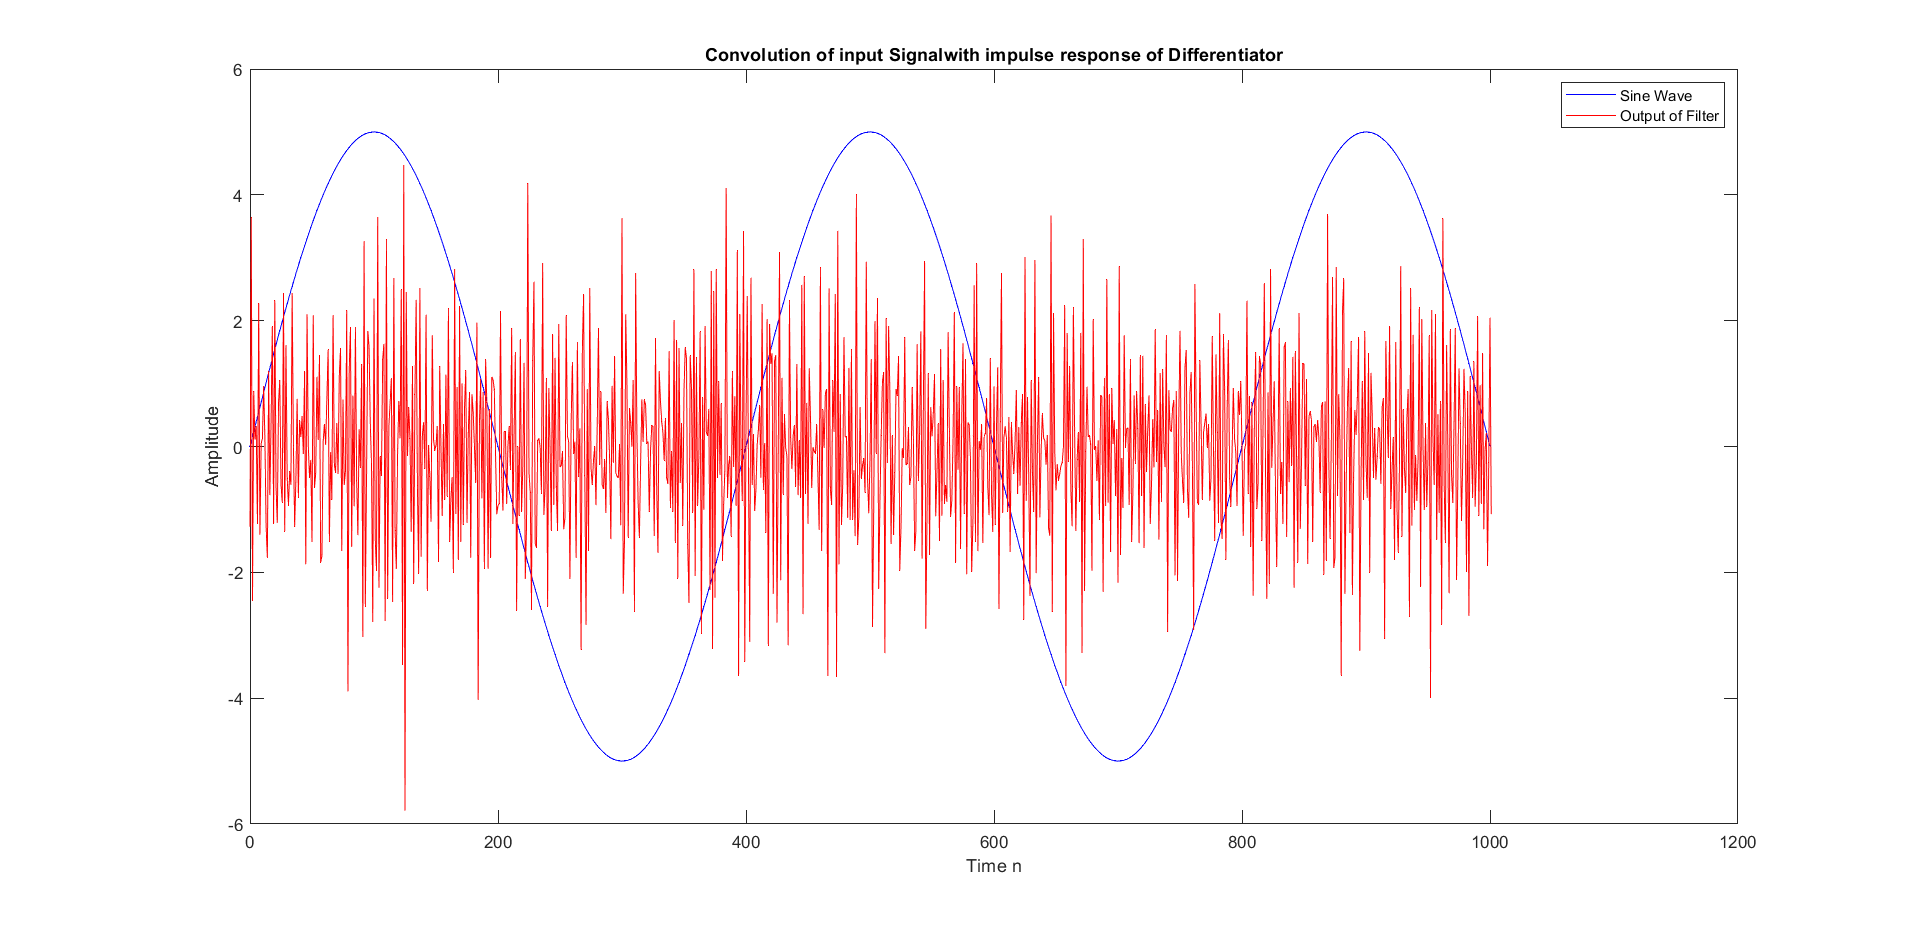 Convolution of input Signalwith impulse response of Differentiator
6
4
2
0
-2
-4
-6
Amplitude
Sine Wave
Output of Filter
0 200 400 600 800 1000 1200
Time n